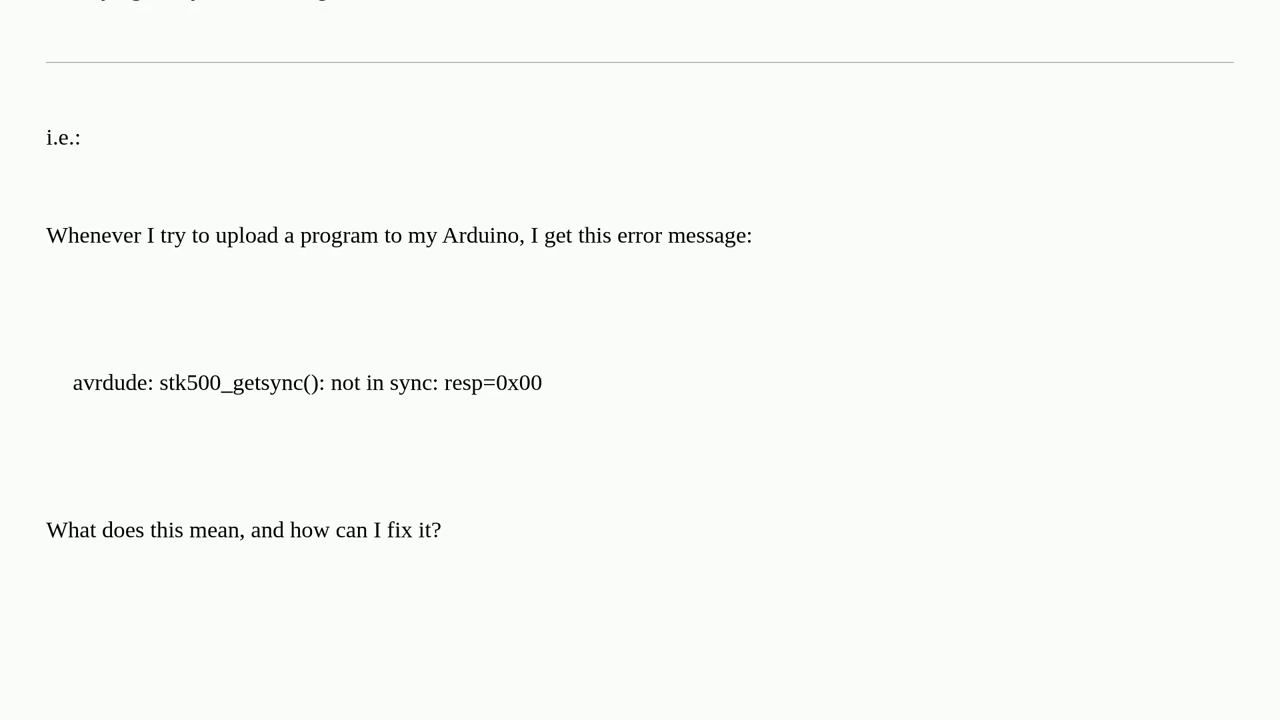 i.e.:
Whenever I try to upload a program to my Arduino, I get this error message:
avrdude: stk500_getsync(): not in sync: resp=0x00
What does this mean, and how can I fix it?